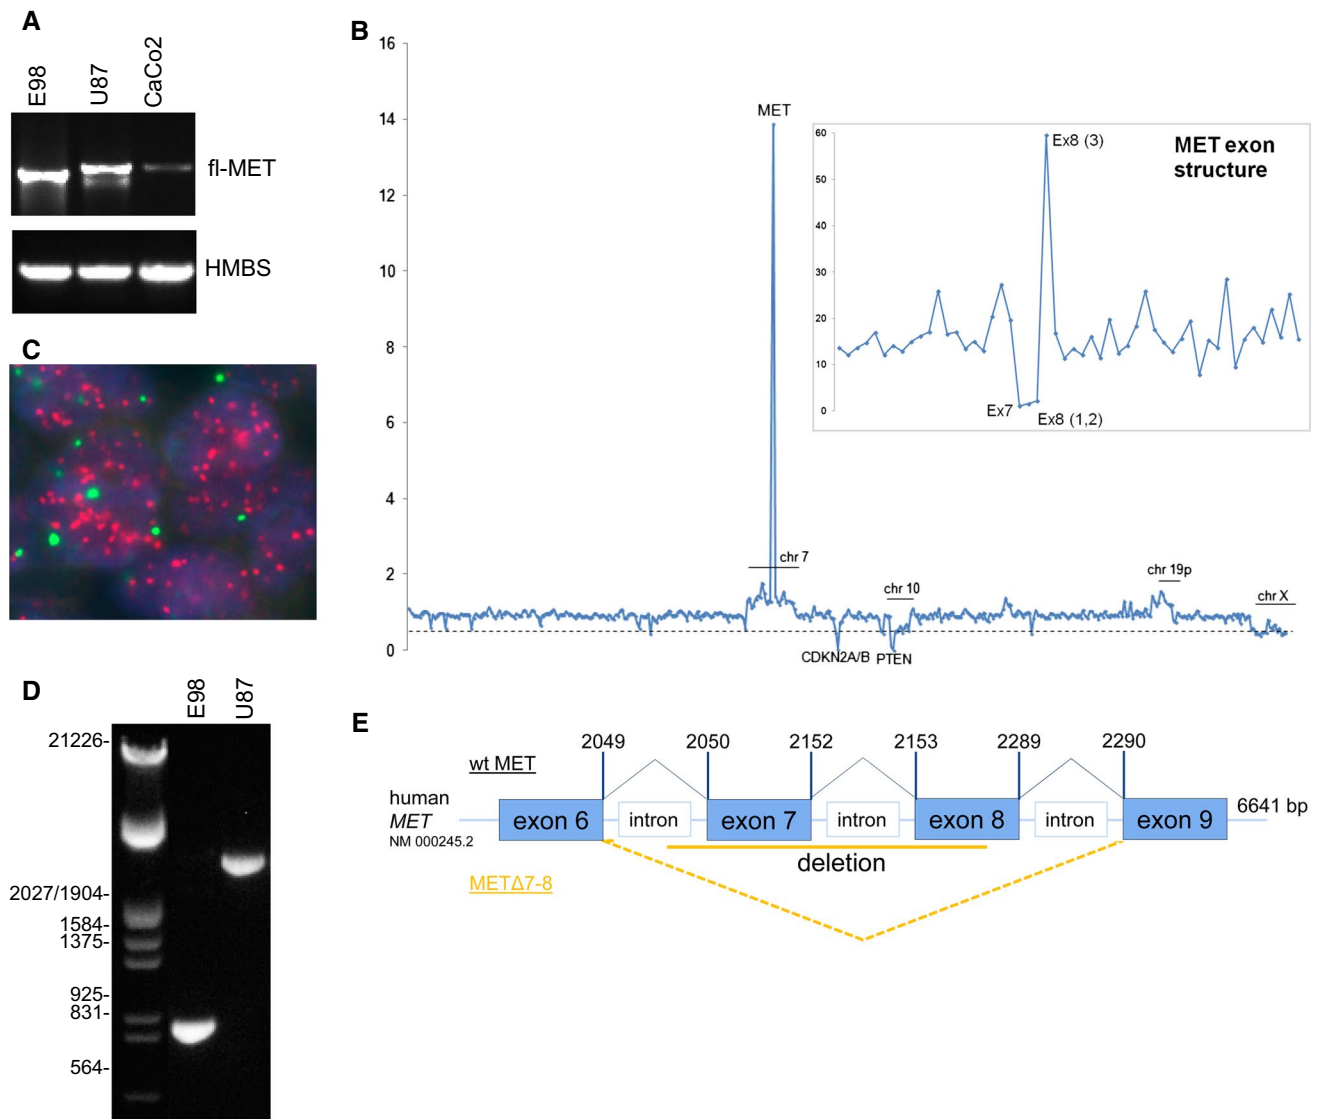 A
E98
U87
CaCo2
fl-MET
HMBS
B
16
14
12
10
8
6
4
2
0
MET
chr 7
CDKN2A/B
PTEN
chr 10
chr 19p
chr X
MET exon
structure
60
50
40
30
20
10
0
Ex8 (3)
Ex7
Ex8 (1,2)
C
D
E98
U87
21226-
2027/1904-
1584-
1375-
925-
831-
564-
E
2049
2050
2152
2153
2289
2290
wt MET
human
MET
NM 000245.2
exon 6
intron
exon 7
intron
exon 8
intron
exon 9
6641 bp
deletion
METΔ7-8